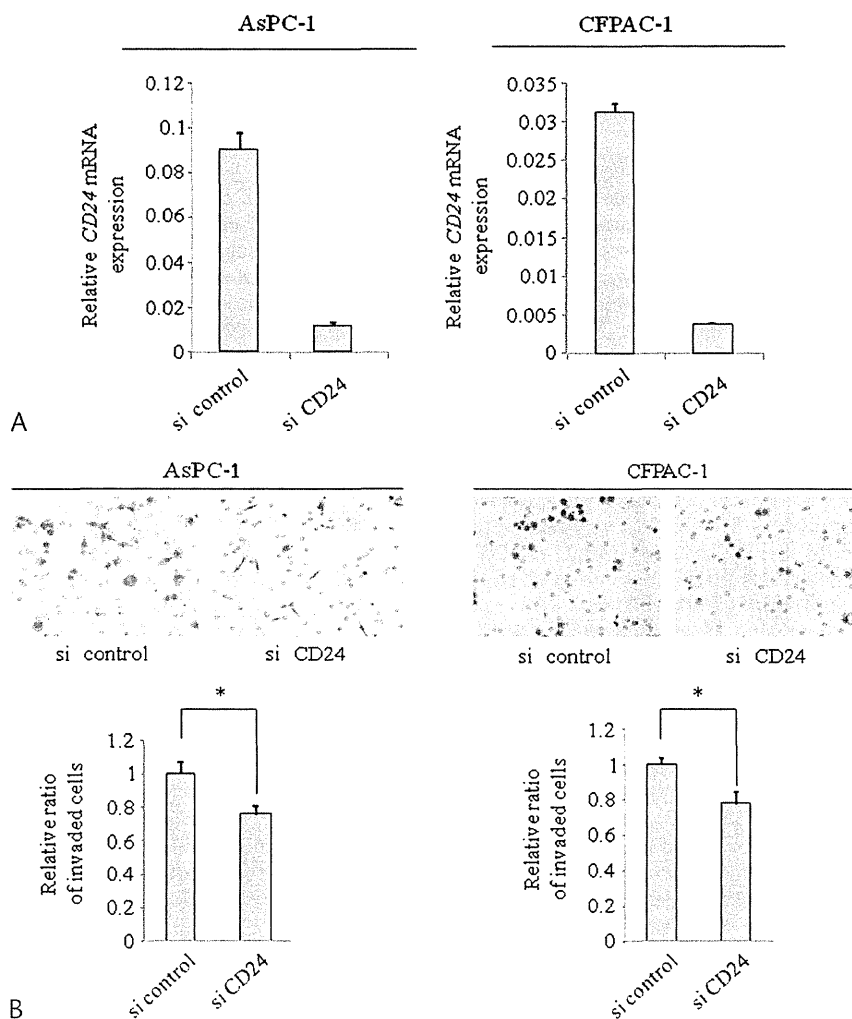 AsPC-1
CFPAC-1
Relative CD24 mRNA
expression
0.12
0.1
0.08
0.06
0.04
0.02
0
si control
si CD24
Relative CD24 mRNA
expression
0.035
0.03
0.025
0.02
0.015
0.01
0.005
0
si control
si CD24
A
AsPC-1
CFPAC-1
si control
si CD24
si control
si CD24
*
Relative ratio
of invaded cells
1.2
1
0.8
0.6
0.4
0.2
0
si control
si CD24
*
Relative ratio
of invaded cells
1.2
1
0.8
0.6
0.4
0.2
0
si control
si CD24
B